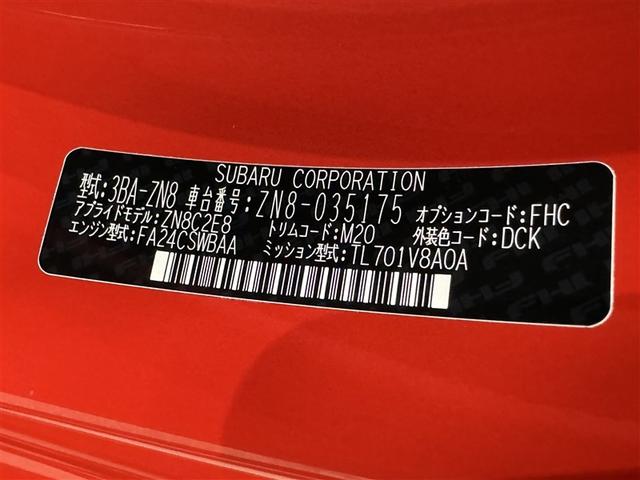 SUBARU CORPORATION
型式:3BA-ZN8 車台番号:ZN8-035175 オプションコード:FHC
アプライドモデル:ZN8C2E8 トリムコード:M20 外装色コード:DCK
エンジン型式:FA24CSWBAA ミッション型式:TL701V8A0A